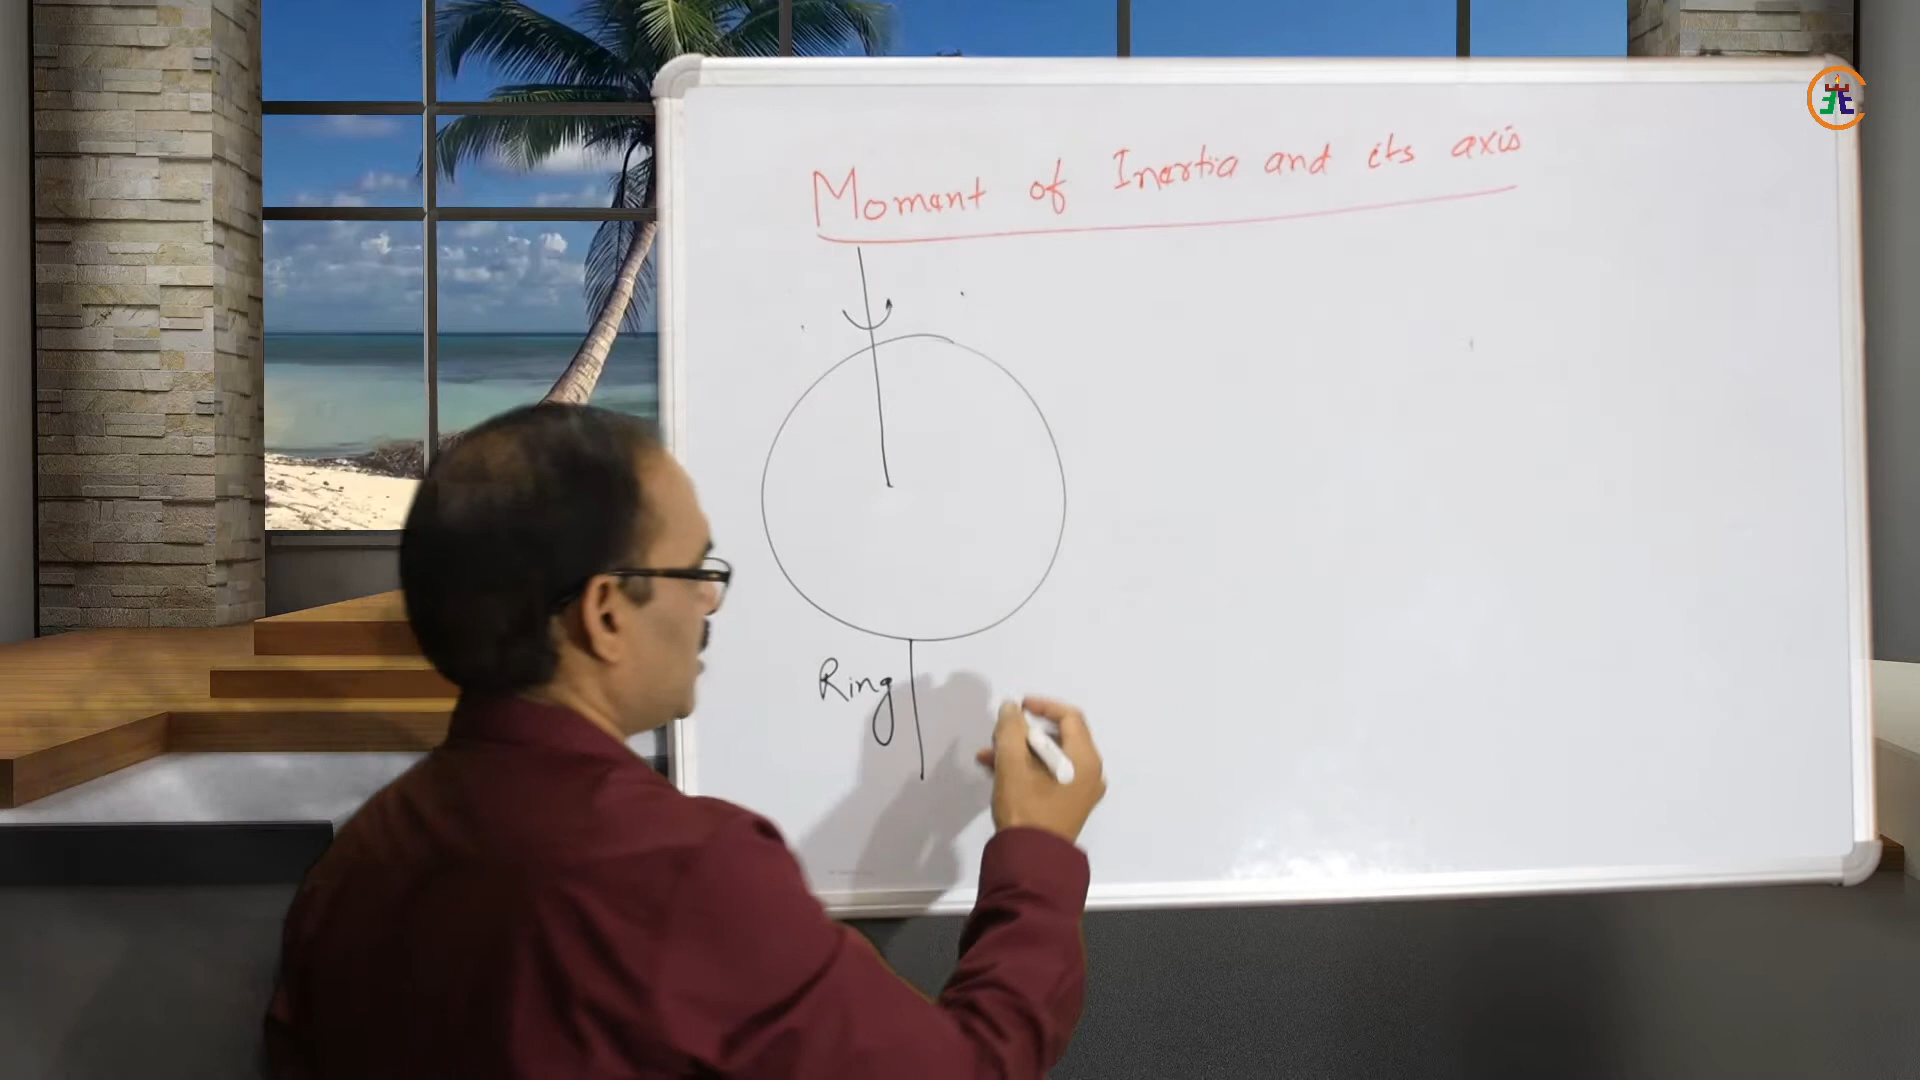 Moment of Inertia and its axis
Ring